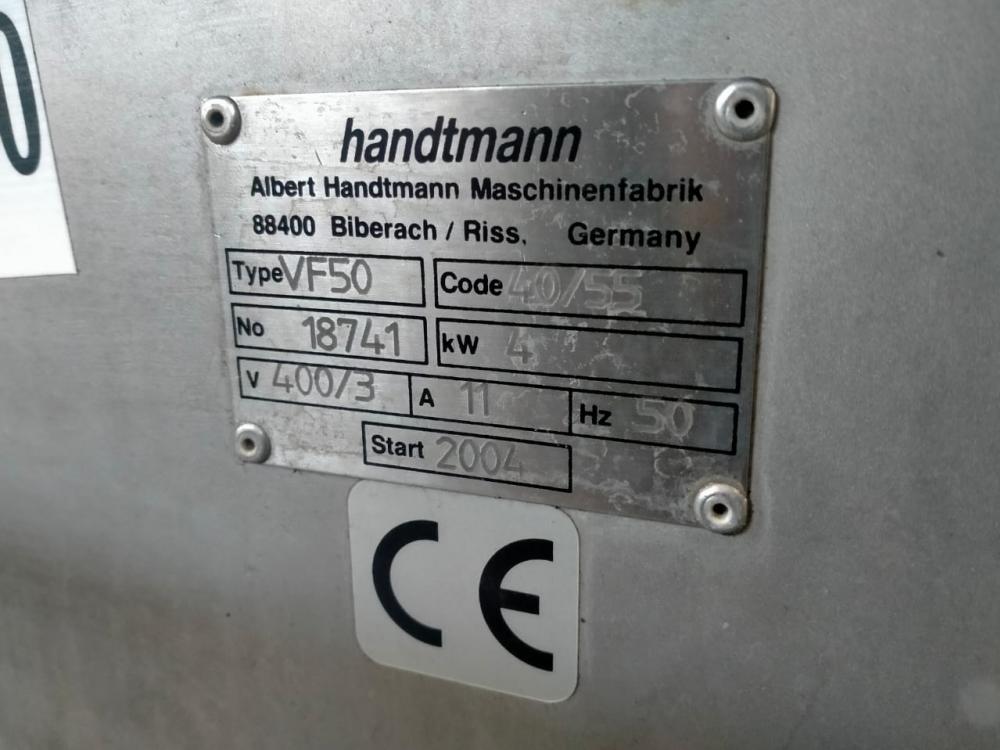 0
handtmann
Albert Handtmann Maschinenfabrik
88400 Biberach / Riss, Germany
Type VF50 Code 40/55
No 18741 kW 4
V 400/3 A 11 Hz 50
Start 2004
CE